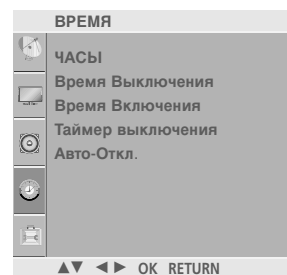 ВРЕМЯ
ЧАСЫ
Время Выключения
Время Включения
Таймер выключения
Авто-Откл.
▲▼ ◄► OK RETURN